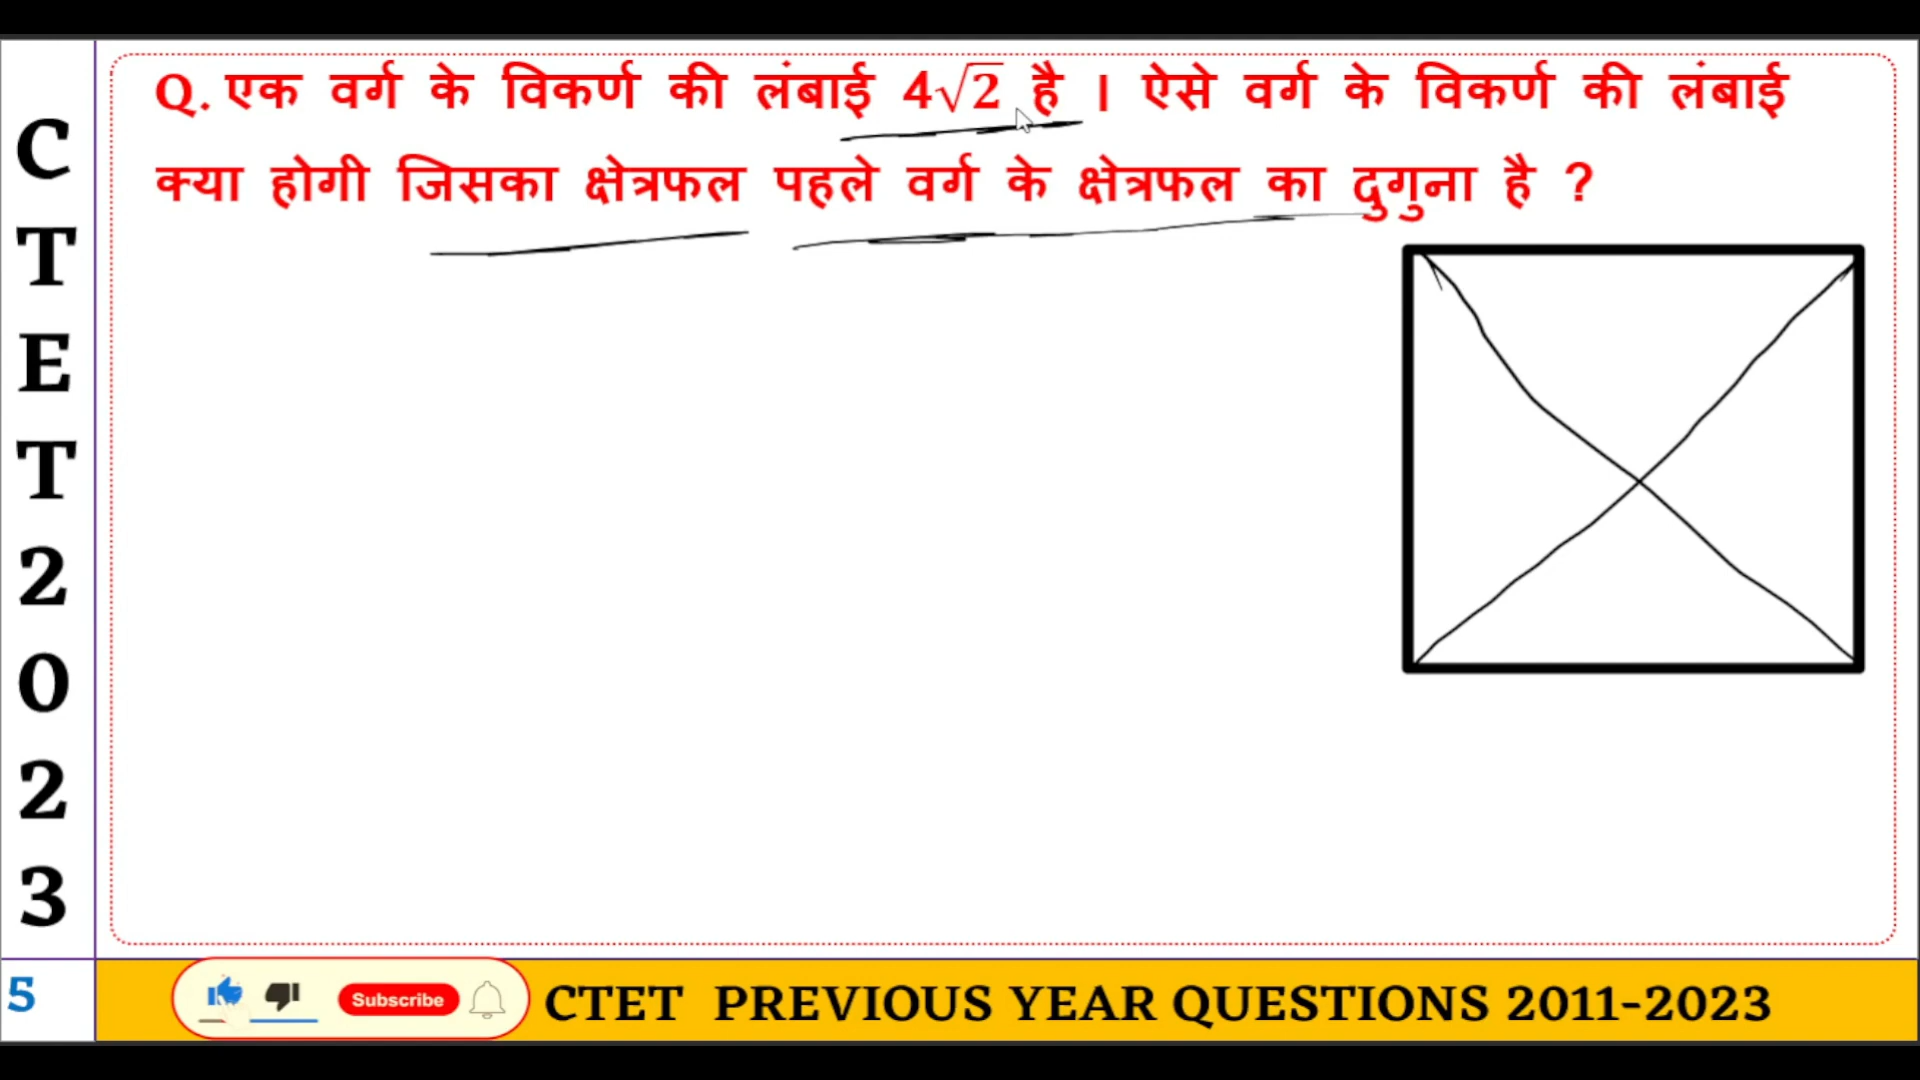 Q. एक वर्ग के विकर्ण की लंबाई 4√2 है । ऐसे वर्ग के विकर्ण की लंबाई
क्या होगी जिसका क्षेत्रफल पहले वर्ग के क्षेत्रफल का दुगुना है ?
C
T
E
T
2
0
2
3
5
Subscribe
CTET PREVIOUS YEAR QUESTIONS 2011-2023